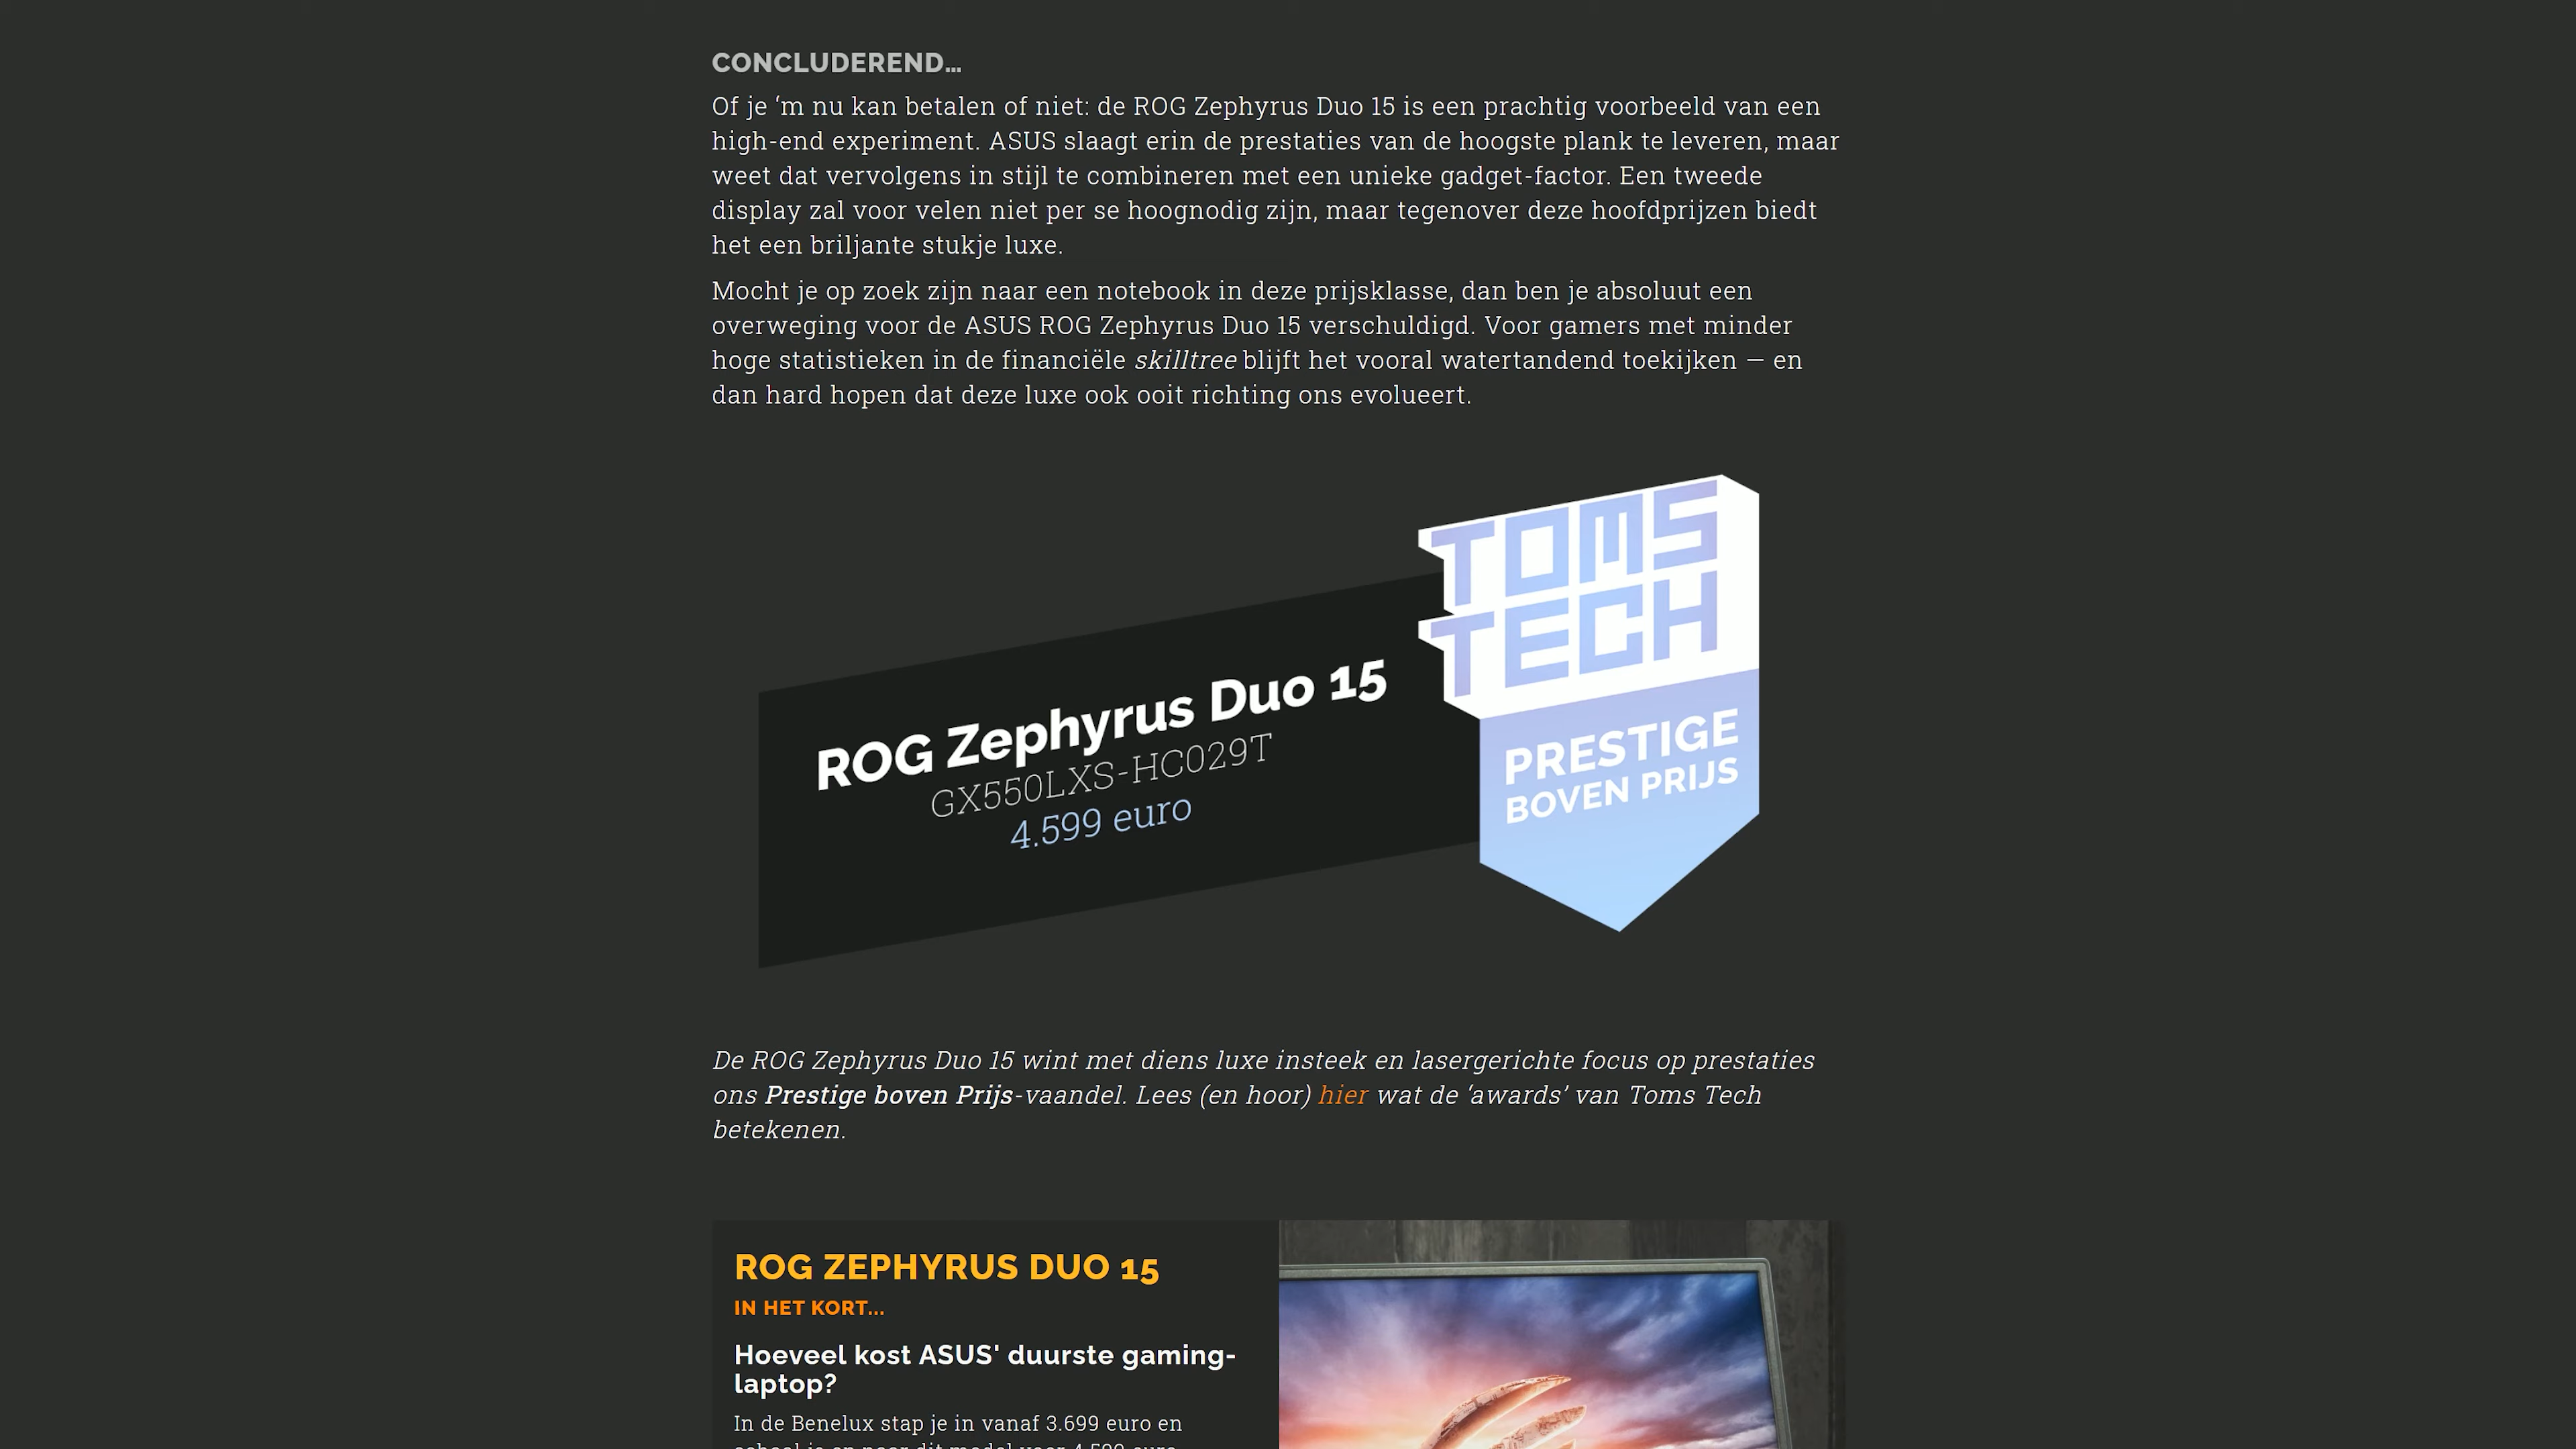 CONCLUDEREND…
Of je ‘m nu kan betalen of niet: de ROG Zephyrus Duo 15 is een prachtig voorbeeld van een
high-end experiment. ASUS slaagt erin de prestaties van de hoogste plank te leveren, maar
weet dat vervolgens in stijl te combineren met een unieke gadget-factor. Een tweede
display zal voor velen niet per se hoognodig zijn, maar tegenover deze hoofdprijzen biedt
het een briljante stukje luxe.
Mocht je op zoek zijn naar een notebook in deze prijsklasse, dan ben je absoluut een
overweging voor de ASUS ROG Zephyrus Duo 15 verschuldigd. Voor gamers met minder
hoge statistieken in de financiële skilltree blijft het vooral watertandend toekijken — en
dan hard hopen dat deze luxe ook ooit richting ons evolueert.
TOMS
TECH
PRESTIGE
BOVEN PRIJS
ROG Zephyrus Duo 15
GX550LXS-HC029T
4.599 euro
De ROG Zephyrus Duo 15 wint met diens luxe insteek en lasergerichte focus op prestaties
ons Prestige boven Prijs-vaandel. Lees (en hoor) hier wat de ‘awards’ van Toms Tech
betekenen.
ROG ZEPHYRUS DUO 15
IN HET KORT...
Hoeveel kost ASUS' duurste gaming-
laptop?
In de Benelux stap je in vanaf 3.699 euro en